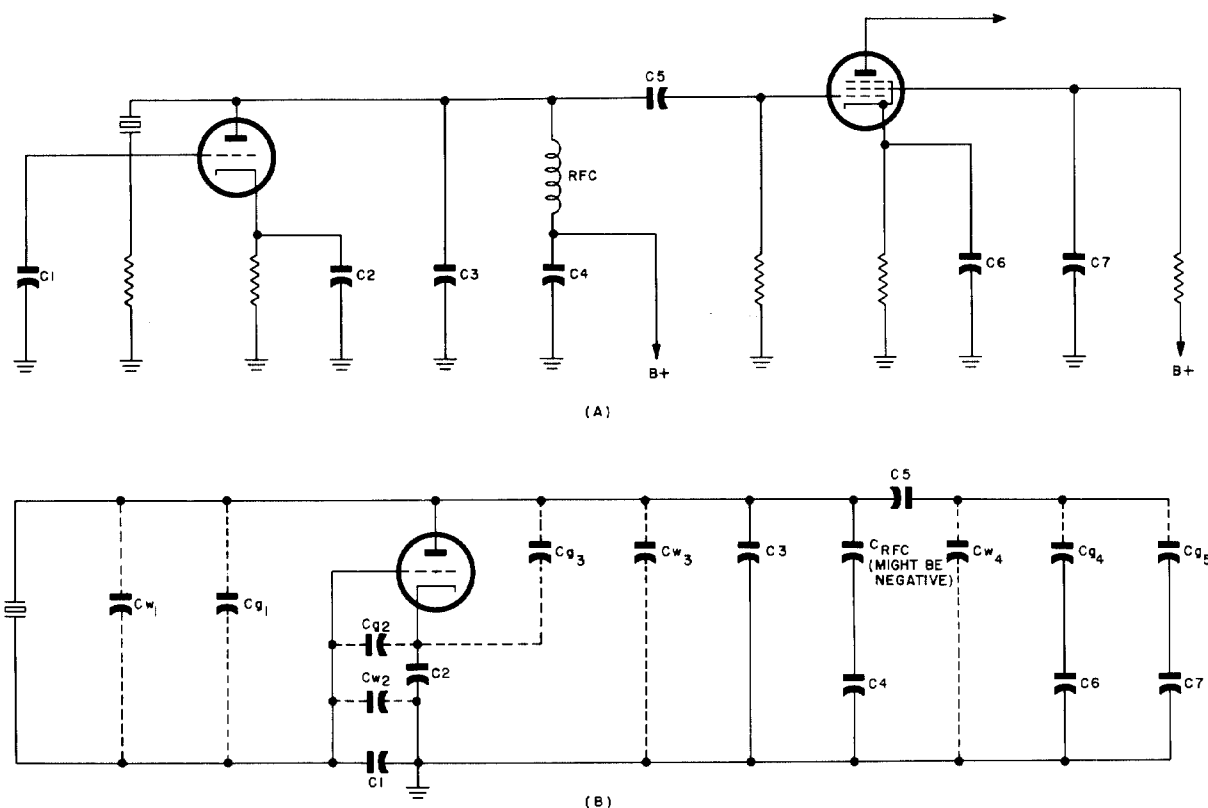 C5
RFC
C1
C2
C3
C4
C6
C7
B+
B+
(A)
C5
Cw1
Cg1
Cg3
Cw3
C3
CRFC
(MIGHT BE
NEGATIVE)
Cw4
Cg4
Cg5
Cg2
C2
Cw2
C4
C6
C7
C1
(B)